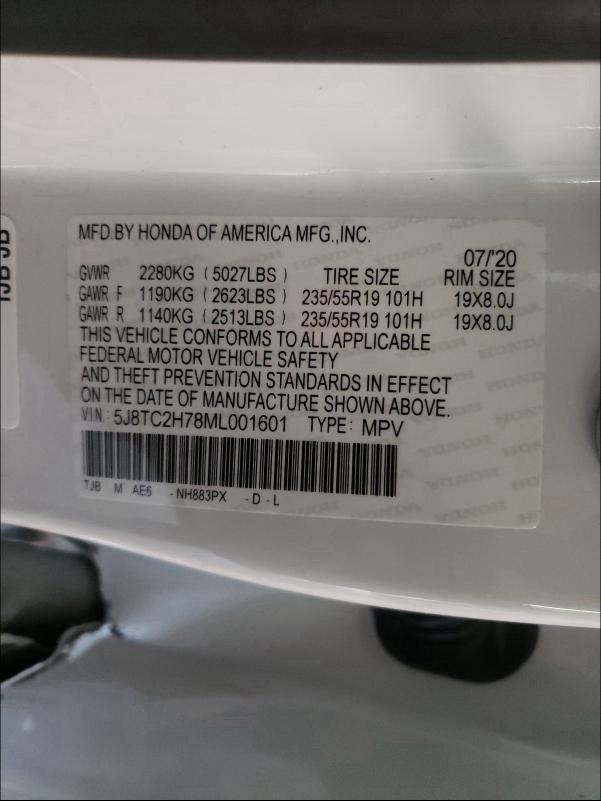 TJB JB
MFD.BY HONDA OF AMERICA MFG.,INC.
07/'20
GVWR 2280KG ( 5027LBS ) TIRE SIZE RIM SIZE
GAWR F 1190KG ( 2623LBS ) 235/55R19 101H 19X8.0J
GAWR R 1140KG ( 2513LBS ) 235/55R19 101H 19X8.0J
THIS VEHICLE CONFORMS TO ALL APPLICABLE
FEDERAL MOTOR VEHICLE SAFETY
AND THEFT PREVENTION STANDARDS IN EFFECT
ON THE DATE OF MANUFACTURE SHOWN ABOVE.
VIN: 5J8TC2H78ML001601 TYPE: MPV
TJB M AE6 - NH883PX - D - L